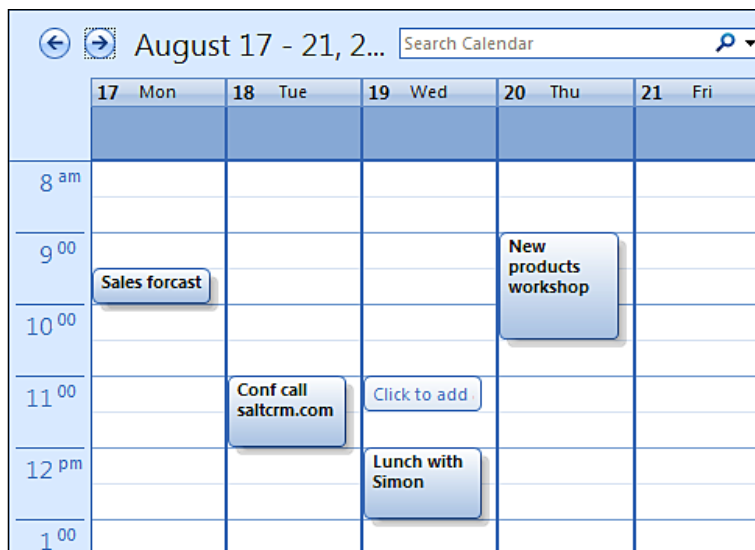 August 17 - 21, 2...
Search Calendar
17 Mon
18 Tue
19 Wed
20 Thu
21 Fri
8 am
9 00
New
products
workshop
Sales forcast
10 00
11 00
Conf call
saltcrm.com
Click to add
12 pm
Lunch with
Simon
1 00